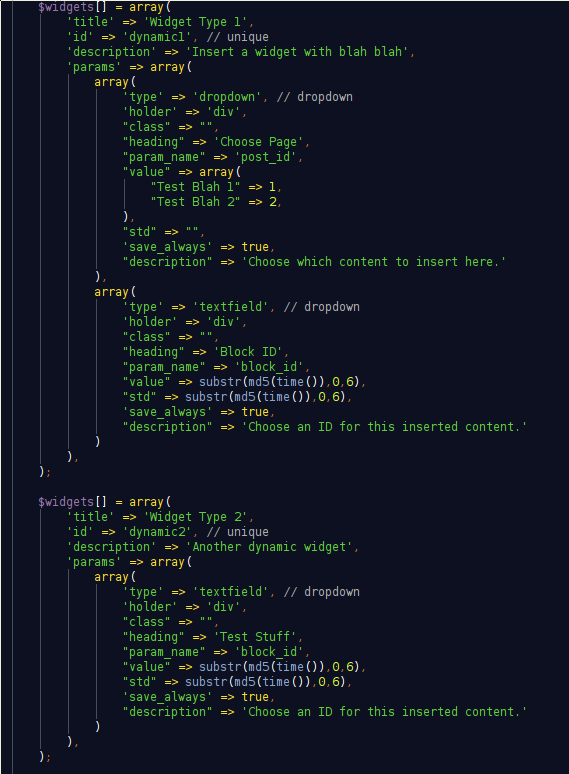 $widgets[] = array(
    'title' => 'Widget Type 1',
    'id' => 'dynamic1', // unique
    'description' => 'Insert a widget with blah blah',
    'params' => array(
        array(
            'type' => 'dropdown', // dropdown
            'holder' => 'div',
            "class" => "",
            "heading" => 'Choose Page',
            "param_name" => 'post_id',
            "value" => array(
                "Test Blah 1" => 1,
                "Test Blah 2" => 2,
            ),
            "std" => "",
            'save_always' => true,
            "description" => 'Choose which content to insert here.'
        ),
        array(
            'type' => 'textfield', // dropdown
            'holder' => 'div',
            "class" => "",
            "heading" => 'Block ID',
            "param_name" => 'block_id',
            "value" => substr(md5(time()),0,6),
            "std" => substr(md5(time()),0,6),
            'save_always' => true,
            "description" => 'Choose an ID for this inserted content.'
        )
    ),
);

$widgets[] = array(
    'title' => 'Widget Type 2',
    'id' => 'dynamic2', // unique
    'description' => 'Another dynamic widget',
    'params' => array(
        array(
            'type' => 'textfield', // dropdown
            'holder' => 'div',
            "class" => "",
            "heading" => 'Test Stuff',
            "param_name" => 'block_id',
            "value" => substr(md5(time()),0,6),
            "std" => substr(md5(time()),0,6),
            'save_always' => true,
            "description" => 'Choose an ID for this inserted content.'
        )
    ),
);